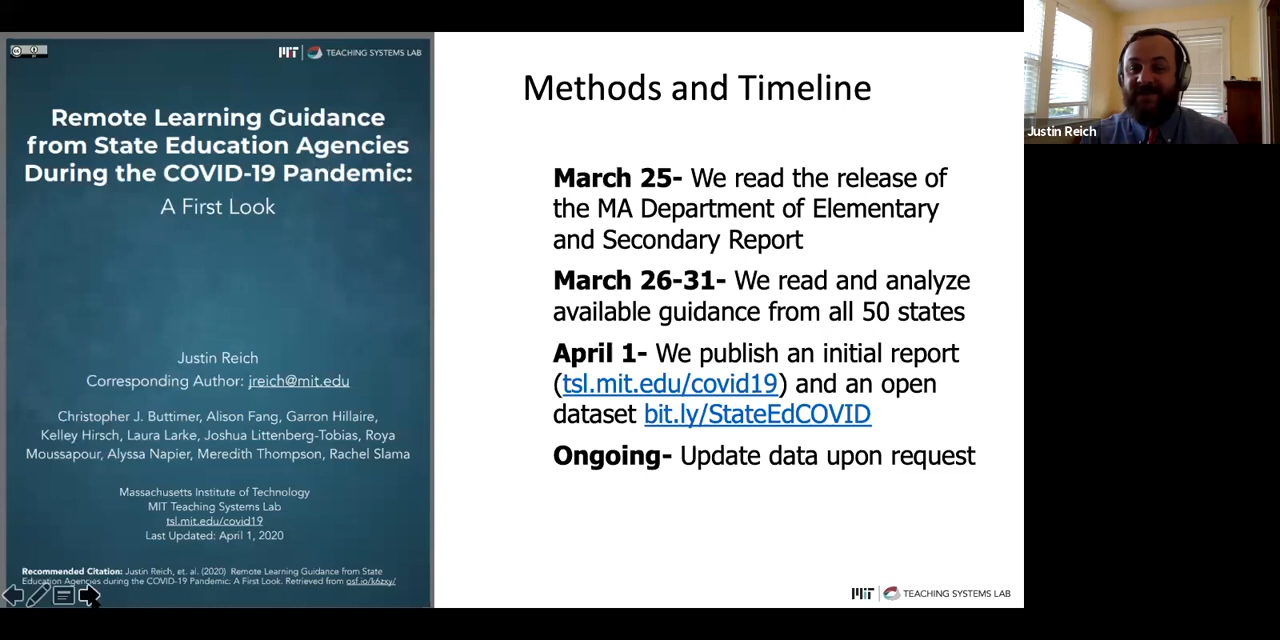 MIT TEACHING SYSTEMS LAB
Remote Learning Guidance
from State Education Agencies
During the COVID-19 Pandemic:
A First Look
Justin Reich
Corresponding Author: jreich@mit.edu
Christopher J. Buttimer, Alison Fang, Garron Hillaire,
Kelley Hirsch, Laura Larke, Joshua Littenberg-Tobias, Roya
Moussapour, Alyssa Napier, Meredith Thompson, Rachel Slama
Massachusetts Institute of Technology
MIT Teaching Systems Lab
tsl.mit.edu/covid19
Last Updated: April 1, 2020
Recommended Citation: Justin Reich, et. al. (2020) Remote Learning Guidance from State
Education Agencies during the COVID-19 Pandemic: A First Look. Retrieved from osf.io/k6zxy/
Methods and Timeline
March 25- We read the release of
the MA Department of Elementary
and Secondary Report
March 26-31- We read and analyze
available guidance from all 50 states
April 1- We publish an initial report
(tsl.mit.edu/covid19) and an open
dataset bit.ly/StateEdCOVID
Ongoing- Update data upon request
MIT TEACHING SYSTEMS LAB
Justin Reich